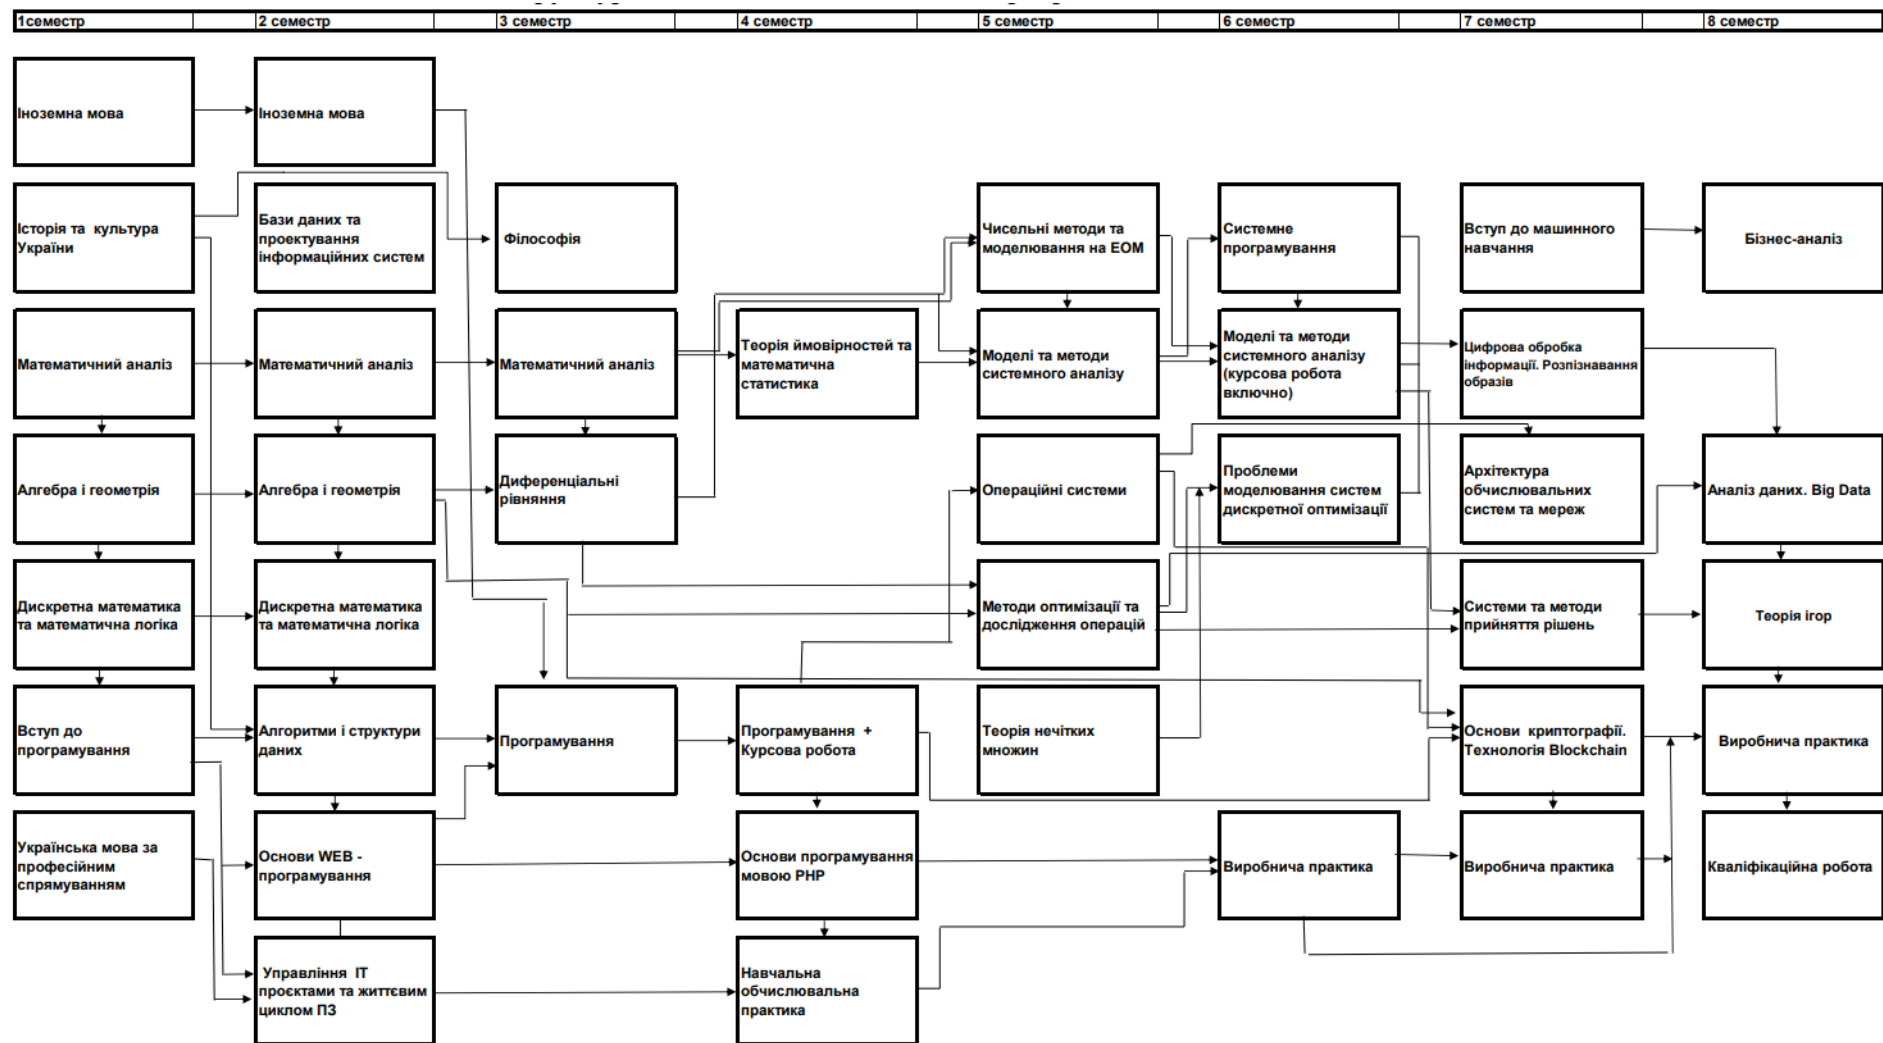 1семестр
2 семестр
3 семестр
4 семестр
5 семестр
6 семестр
7 семестр
8 семестр
Іноземна мова
Іноземна мова
Історія та культура
України
Бази даних та
проектування
інформаційних систем
Філософія
Чисельні методи та
моделювання на ЕОМ
Системне
програмування
Вступ до машинного
навчання
Бізнес-аналіз
Математичний аналіз
Математичний аналіз
Математичний аналіз
Теорія ймовірностей та
математична
статистика
Моделі та методи
системного аналізу
Моделі та методи
системного аналізу
(курсова робота
включно)
Цифрова обробка
інформації. Розпізнавання
образів
Алгебра і геометрія
Алгебра і геометрія
Диференціальні
рівняння
Операційні системи
Проблеми
моделювання систем
дискретної оптимізації
Архітектура
обчислювальних
систем та мереж
Аналіз даних. Big Data
Дискретна математика
та математична логіка
Дискретна математика
та математична логіка
Методи оптимізації та
дослідження операцій
Системи та методи
прийняття рішень
Теорія ігор
Вступ до
програмування
Алгоритми і структури
даних
Програмування
Програмування +
Курсова робота
Теорія нечітких
множин
Основи криптографії.
Технологія Blockchain
Виробнича практика
Українська мова за
професійним
спрямуванням
Основи WEB -
програмування
Основи програмування
мовою PHP
Виробнича практика
Виробнича практика
Кваліфікаційна робота
Управління ІТ
проєктами та життєвим
циклом ПЗ
Навчальна
обчислювальна
практика